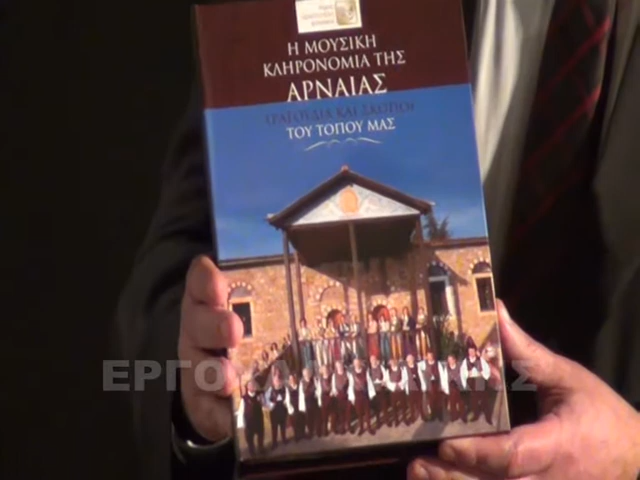 Η ΜΟΥΣΙΚΗ
ΚΛΗΡΟΝΟΜΙΑ ΤΗΣ
ΑΡΝΑΙΑΣ
ΤΡΑΓΟΥΔΙΑ ΚΑΙ ΣΚΟΠΟΙ
ΤΟΥ ΤΟΠΟΥ ΜΑΣ